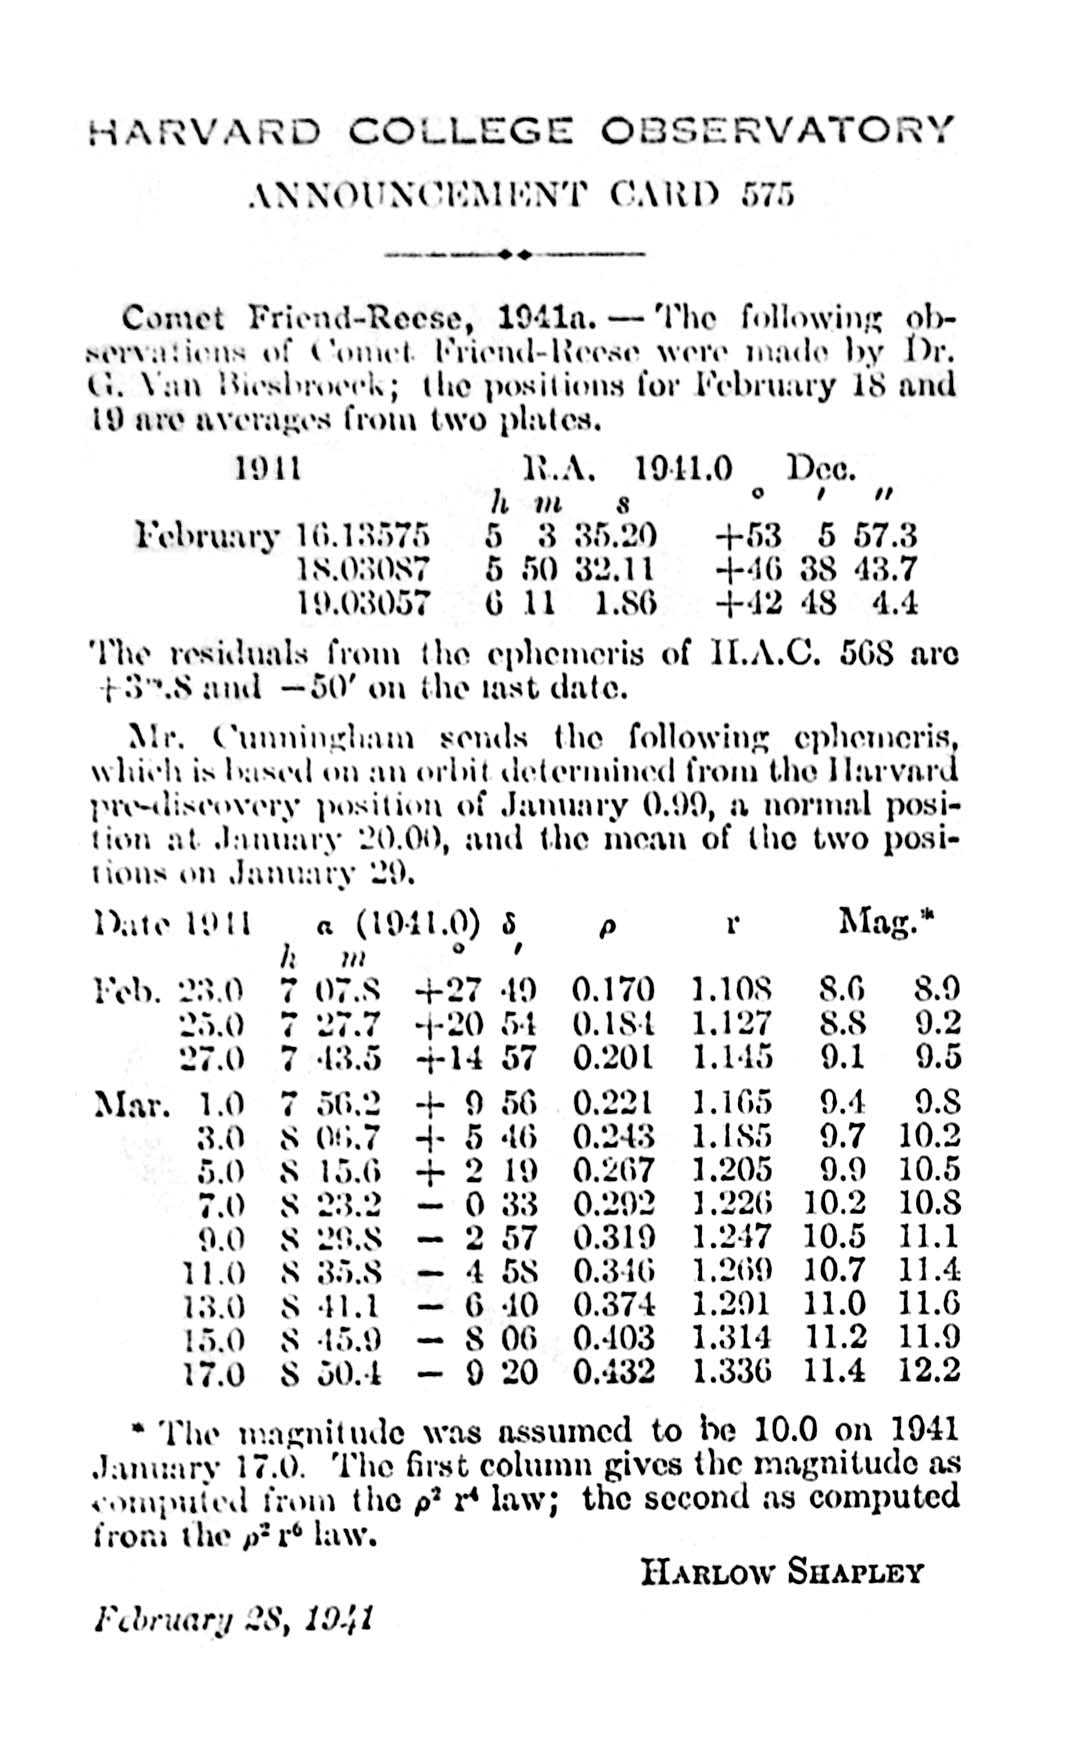 HARVARD COLLEGE OBSERVATORY
ANNOUNCEMENT CARD 575
Comet Friend-Reese, 1941a. — The following ob-
servations of Comet Friend-Reese were made by Dr.
G. Van Biesbroeck; the positions for February 18 and
19 are averages from two plates.
1941 R.A. 1941.0 Dec.
h m s ° ′ ″
February 16.13575 5 3 35.20 +53 5 57.3
18.03087 5 50 32.11 +46 38 43.7
19.03057 6 11 1.86 +42 48 4.4
The residuals from the ephemeris of H.A.C. 568 are
+3ᵐ.8 and −50′ on the last date.
Mr. Cunningham sends the following ephemeris,
which is based on an orbit determined from the Harvard
pre-discovery position of January 0.99, a normal posi-
tion at January 20.00, and the mean of the two posi-
tions on January 29.
Date 1941 α (1941.0) δ ρ r Mag.*
h m ° ′
Feb. 23.0 7 07.8 +27 49 0.170 1.108 8.6 8.9
25.0 7 27.7 +20 54 0.184 1.127 8.8 9.2
27.0 7 43.5 +14 57 0.201 1.145 9.1 9.5
Mar. 1.0 7 56.2 + 9 56 0.221 1.165 9.4 9.8
3.0 8 06.7 + 5 46 0.243 1.185 9.7 10.2
5.0 8 15.6 + 2 19 0.267 1.205 9.9 10.5
7.0 8 23.2 − 0 33 0.292 1.226 10.2 10.8
9.0 8 29.8 − 2 57 0.319 1.247 10.5 11.1
11.0 8 35.8 − 4 58 0.346 1.269 10.7 11.4
13.0 8 41.1 − 6 40 0.374 1.291 11.0 11.6
15.0 8 45.9 − 8 06 0.403 1.314 11.2 11.9
17.0 8 50.4 − 9 20 0.432 1.336 11.4 12.2
* The magnitude was assumed to be 10.0 on 1941
January 17.0. The first column gives the magnitude as
computed from the ρ² r⁴ law; the second as computed
from the ρ² r⁶ law.
HARLOW SHAPLEY
February 28, 1941